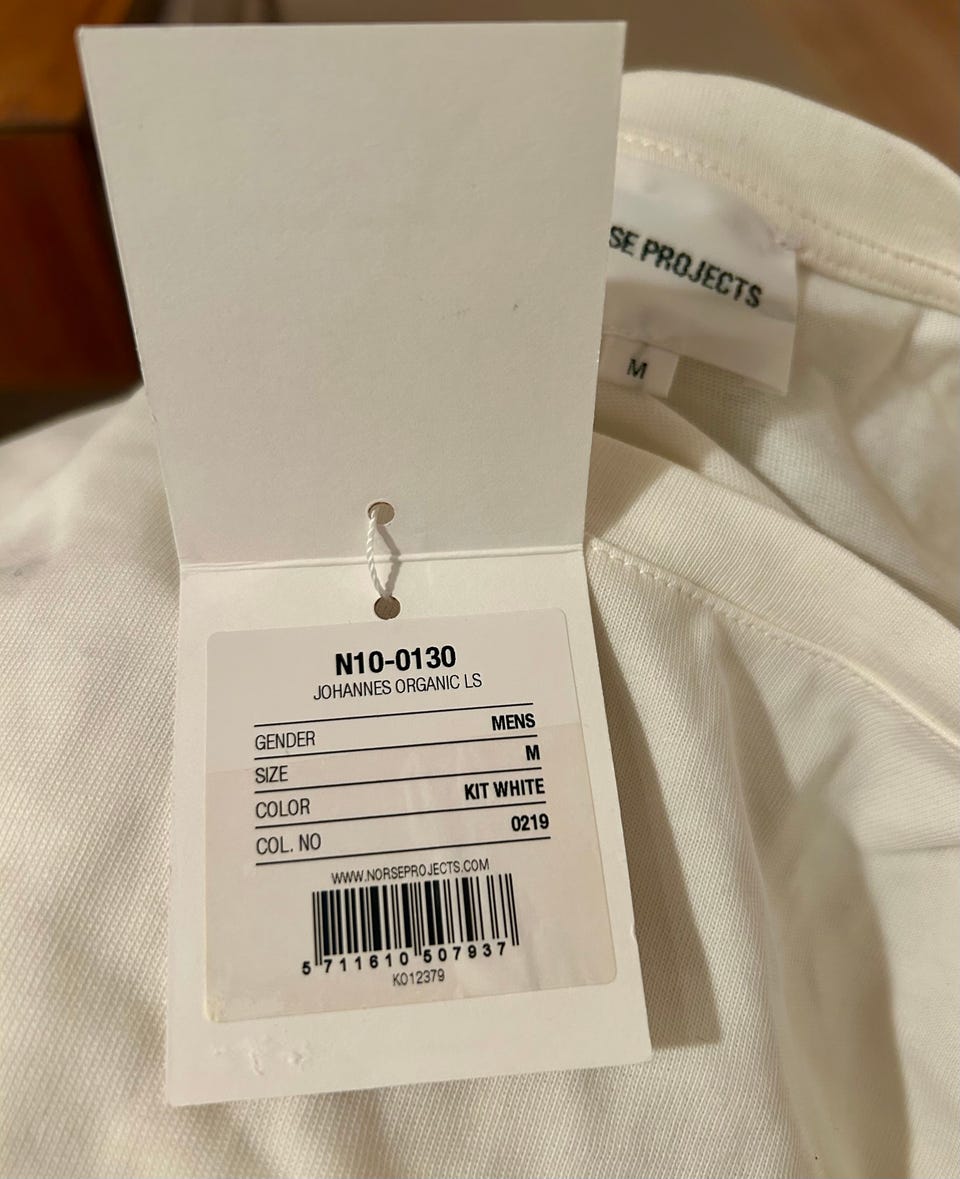 SE PROJECTS
M
N10-0130
JOHANNES ORGANIC LS
GENDER MENS
SIZE M
COLOR KIT WHITE
COL. NO 0219
WWW.NORSEPROJECTS.COM
5 711610 507937
K012379